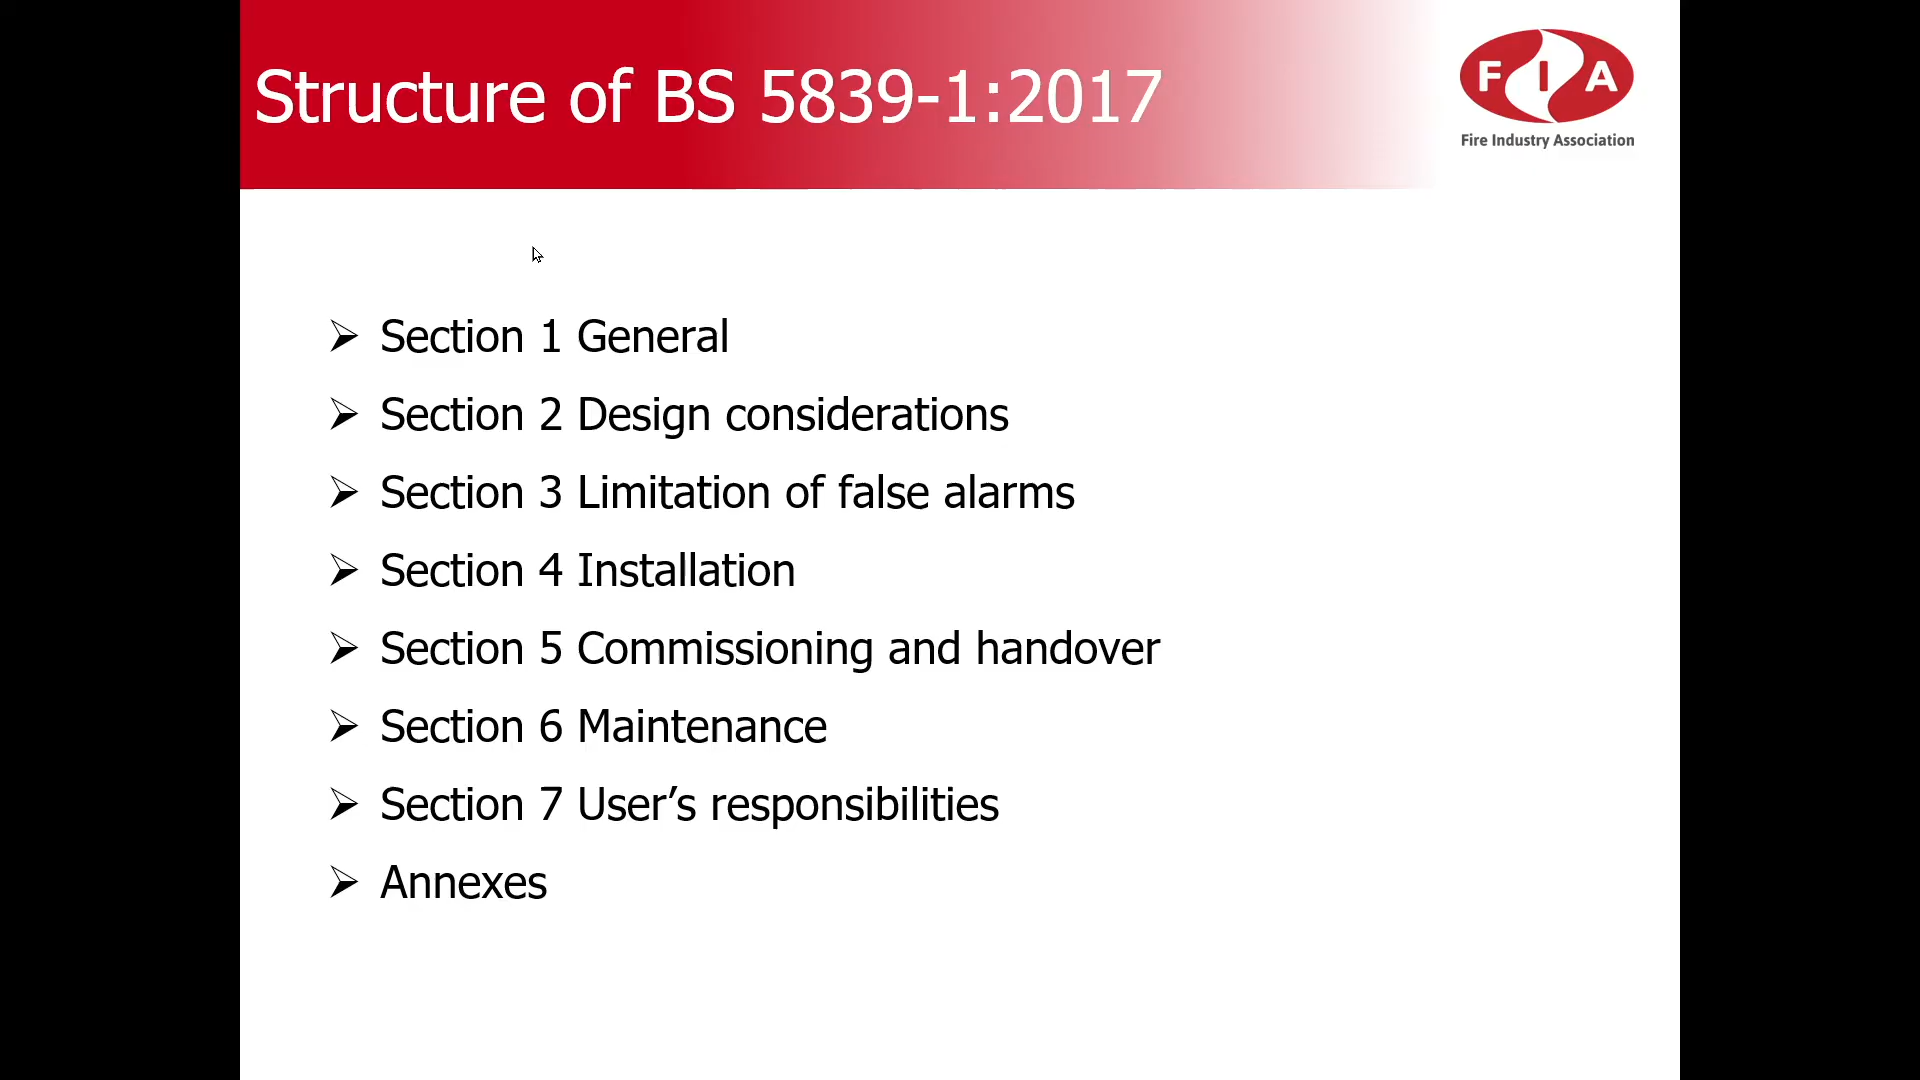 Structure of BS 5839-1:2017
FIA
Fire Industry Association
Section 1 General
Section 2 Design considerations
Section 3 Limitation of false alarms
Section 4 Installation
Section 5 Commissioning and handover
Section 6 Maintenance
Section 7 User’s responsibilities
Annexes